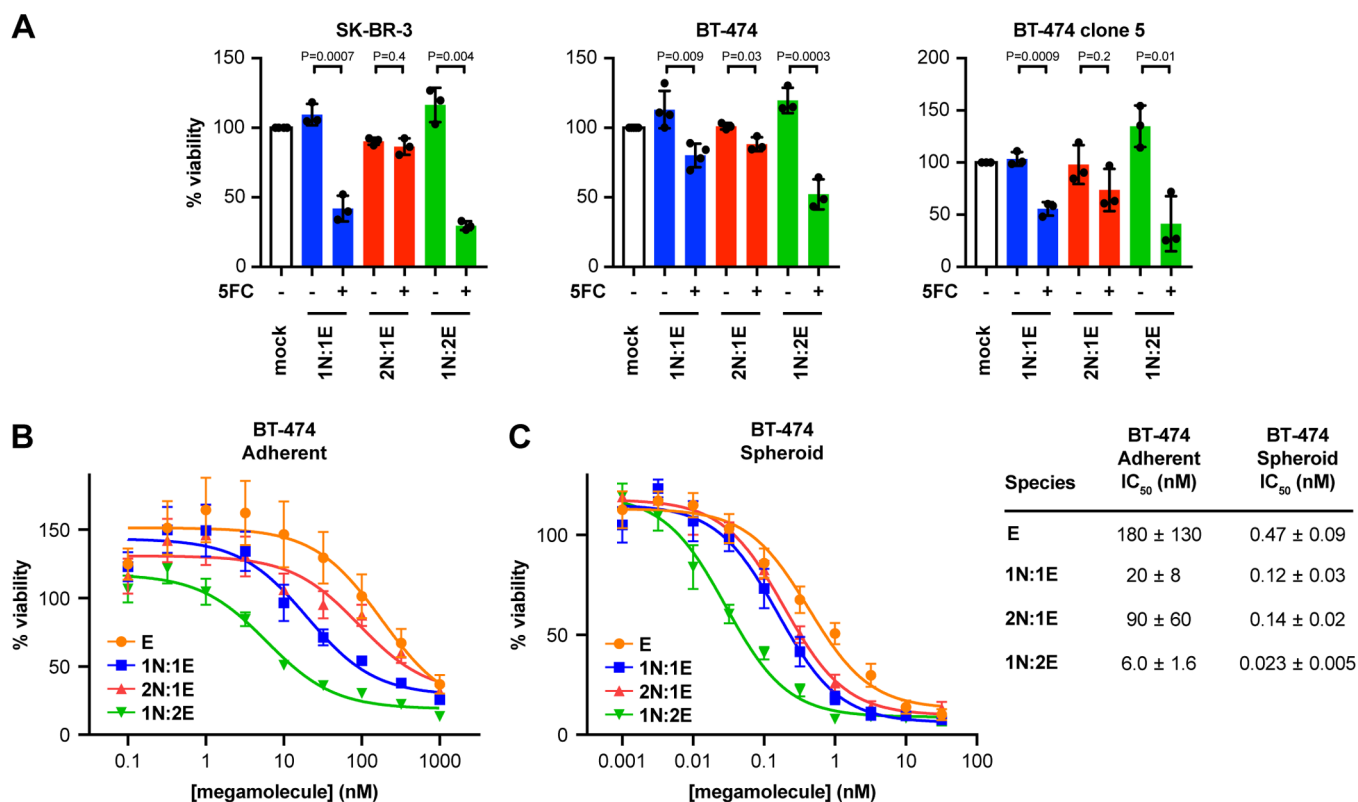 A
SK-BR-3
P=0.0007 P=0.4 P=0.004
% viability
150
100
50
0
5FC - - + - + - +
mock 1N:1E 2N:1E 1N:2E
BT-474
P=0.009 P=0.03 P=0.0003
150
100
50
0
5FC - - + - + - +
mock 1N:1E 2N:1E 1N:2E
BT-474 clone 5
P=0.0009 P=0.2 P=0.01
200
150
100
50
0
5FC - - + - + - +
mock 1N:1E 2N:1E 1N:2E
B
BT-474
Adherent
% viability
150
100
50
0
E
1N:1E
2N:1E
1N:2E
0.1 1 10 100 1000
[megamolecule] (nM)
C
BT-474
Spheroid
% viability
100
50
0
E
1N:1E
2N:1E
1N:2E
0.001 0.01 0.1 1 10 100
[megamolecule] (nM)
BT-474 BT-474
Adherent Spheroid
Species IC50 (nM) IC50 (nM)
E 180 ± 130 0.47 ± 0.09
1N:1E 20 ± 8 0.12 ± 0.03
2N:1E 90 ± 60 0.14 ± 0.02
1N:2E 6.0 ± 1.6 0.023 ± 0.005